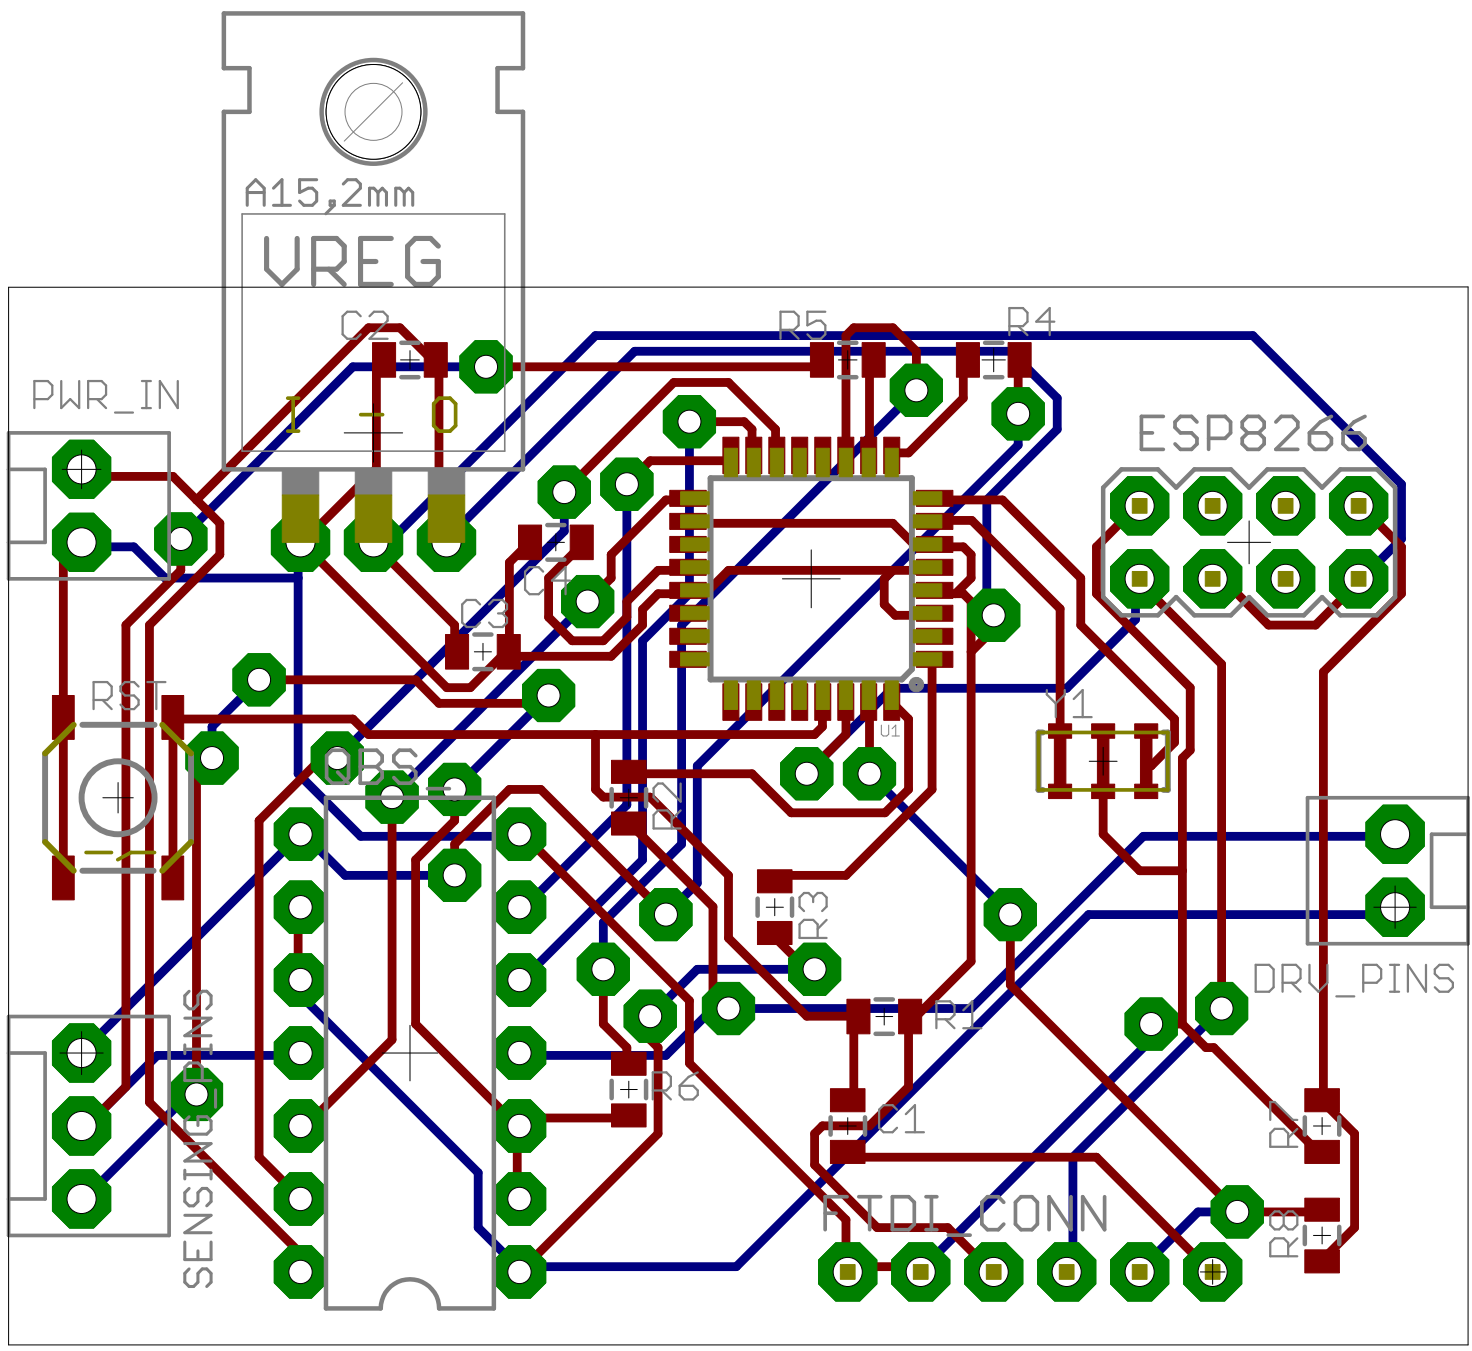 A15,2mm
VREG
C2
R5
R4
PWR_IN
I - O
ESP8266
C4
C3
RST
Y1
U1
QBS_
R2
R3
DRV_PINS
SENSING_PINS
R1
R6
C1
R7
FTDI_CONN
R8